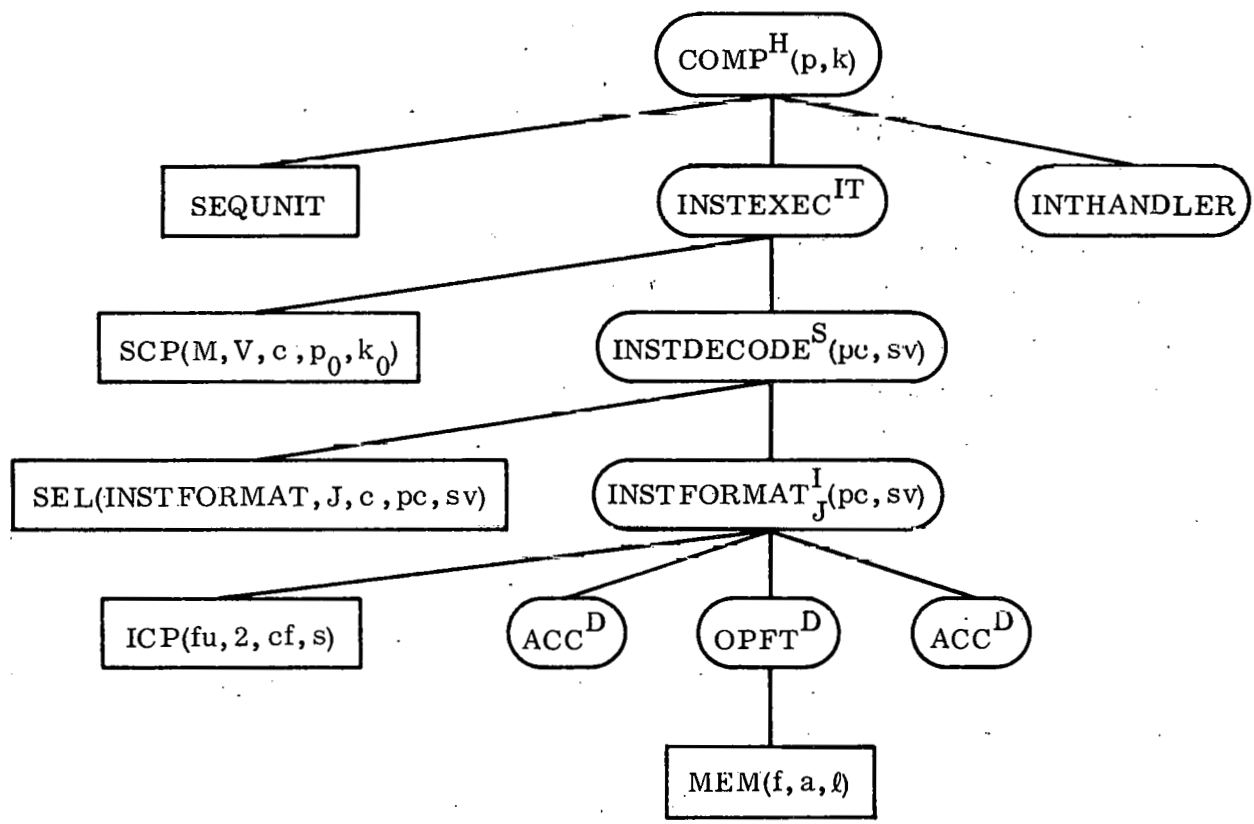 COMP^H(p,k)
SEQUNIT
INSTEXEC^IT
INTHANDLER
SCP(M,V,c,p_0,k_0)
INSTDECODE^S(pc,sv)
SEL(INSTFORMAT,J,c,pc,sv)
INSTFORMAT^I_J(pc,sv)
ICP(fu,2,cf,s)
ACC^D
OPFT^D
ACC^D
MEM(f,a,ℓ)